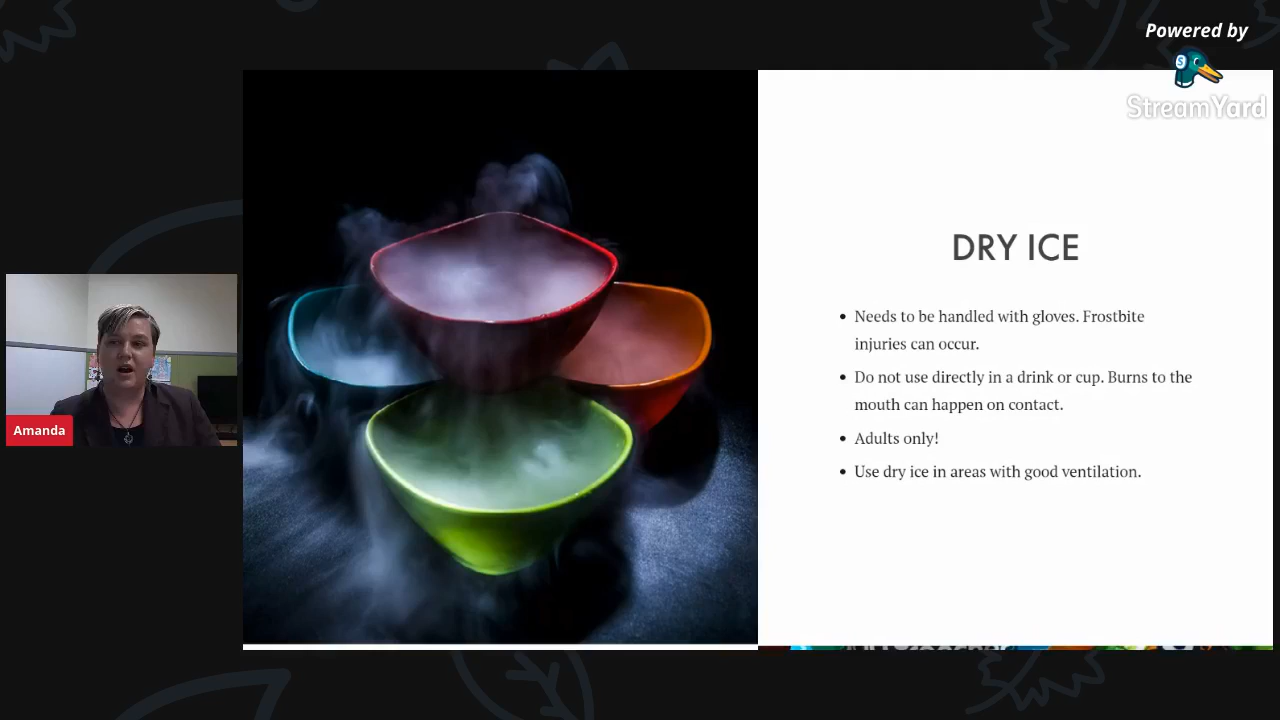 Powered by
StreamYard
DRY ICE
• Needs to be handled with gloves. Frostbite
injuries can occur.
• Do not use directly in a drink or cup. Burns to the
mouth can happen on contact.
• Adults only!
• Use dry ice in areas with good ventilation.
Amanda